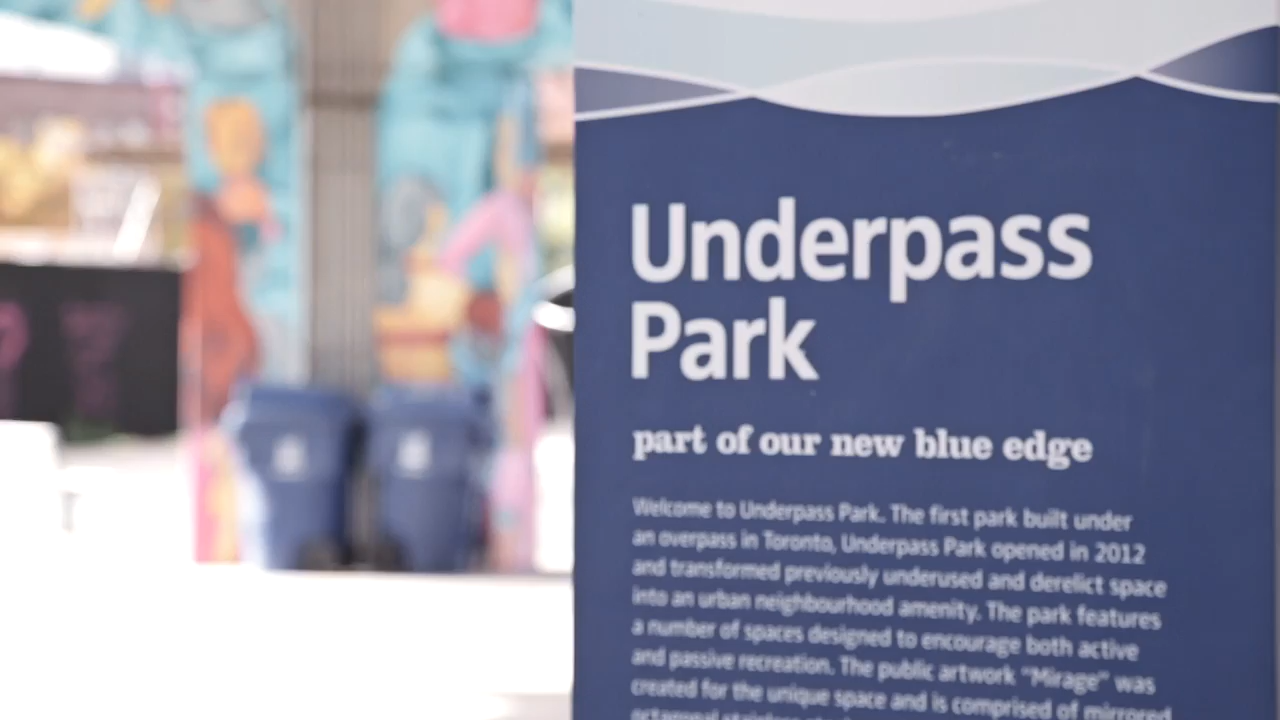 Underpass
Park
part of our new blue edge
Welcome to Underpass Park. The first park built under
an overpass in Toronto, Underpass Park opened in 2012
and transformed previously underused and derelict space
into an urban neighbourhood amenity. The park features
a number of spaces designed to encourage both active
and passive recreation. The public artwork "Mirage" was
created for the unique space and is comprised of mirrored
octagonal stainless